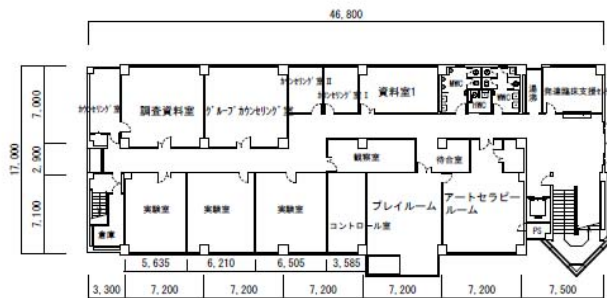 46,800
17,000
7,000
2,900
7,100
カウンセリング室
調査資料室
グループカウンセリング室
カウンセリング室Ⅱ
カウンセリング室Ⅰ
資料室1
MWC
HWC
WWC
湯沸
発達臨床支援セ
観察室
待合室
実験室
実験室
実験室
コントロール室
プレイルーム
アートセラピー
ルーム
倉庫
PS
5,635
6,210
6,505
3,585
3,300
7,200
7,200
7,200
7,200
7,200
7,500